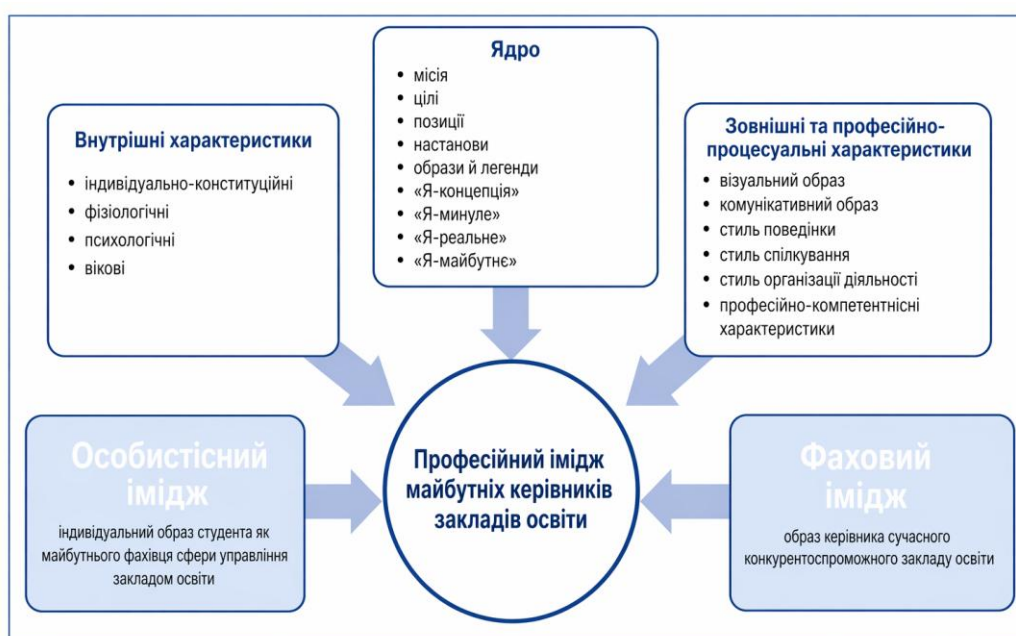 Ядро
• місія
• цілі
• позиції
• настанови
• образи й легенди
• «Я-концепція»
• «Я-минуле»
• «Я-реальне»
• «Я-майбутнє»
Внутрішні характеристики
• індивідуально-конституційні
• фізіологічні
• психологічні
• вікові
Зовнішні та професійно-
процесуальні характеристики
• візуальний образ
• комунікативний образ
• стиль поведінки
• стиль спілкування
• стиль організації діяльності
• професійно-компетентнісні
характеристики
Особистісний
імідж
індивідуальний образ студента як
майбутнього фахівця сфери управління
закладом освіти
Професійний імідж
майбутніх керівників
закладів освіти
Фаховий
імідж
образ керівника сучасного
конкурентоспроможного закладу освіти